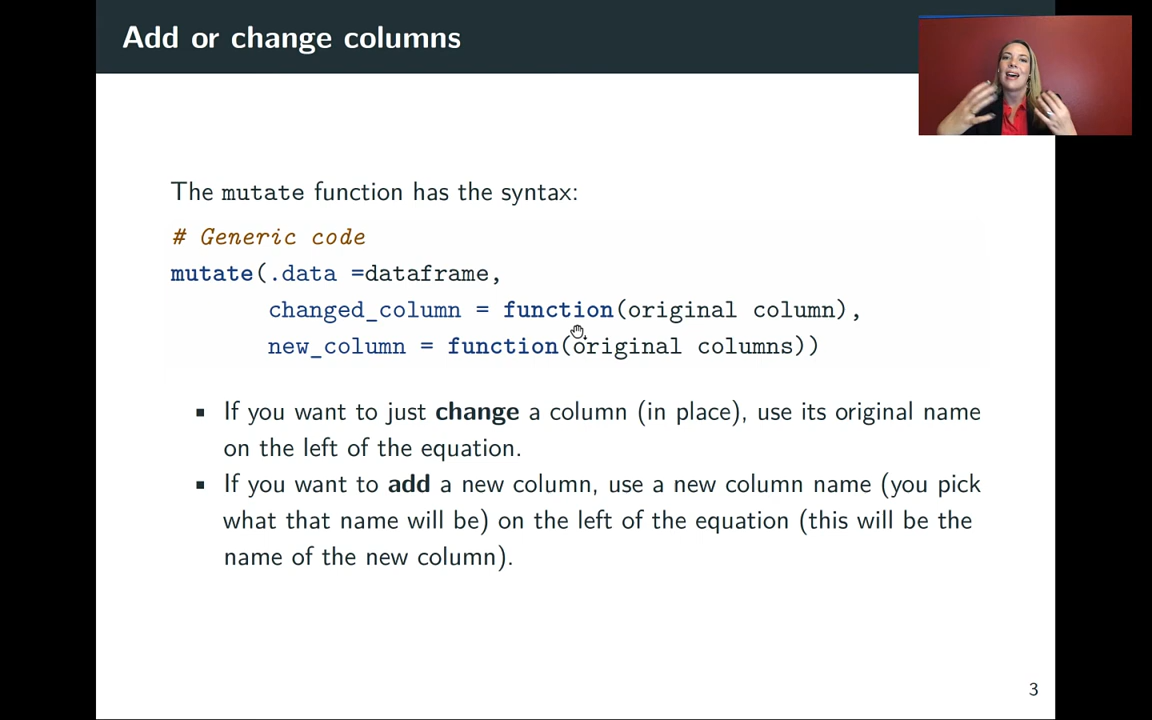 Add or change columns
The mutate function has the syntax:
# Generic code
mutate(.data =dataframe,
changed_column = function(original column),
new_column = function(original columns))
▪ If you want to just change a column (in place), use its original name
on the left of the equation.
▪ If you want to add a new column, use a new column name (you pick
what that name will be) on the left of the equation (this will be the
name of the new column).
3